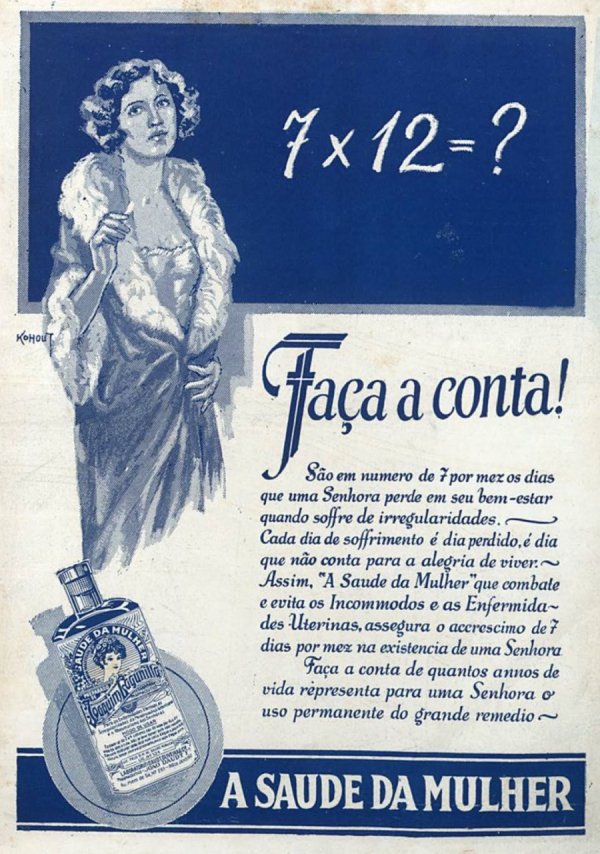 7 x 12 = ?
KOHOUT
Faça a conta!
São em numero de 7 por mez os dias
que uma Senhora perde em seu bem-estar
quando soffre de irregularidades.
Cada dia de soffrimento é dia perdido, é dia
que não conta para a alegria de viver.
Assim, "A Saude da Mulher" que combate
e evita os Incommodos e as Enfermida-
des Uterinas, assegura o accrescimo de 7
dias por mez na existencia de uma Senhora
Faça a conta de quantos annos de
vida representa para uma Senhora o
uso permanente do grande remedio
A SAUDE DA MULHER
SAUDE DA MULHER